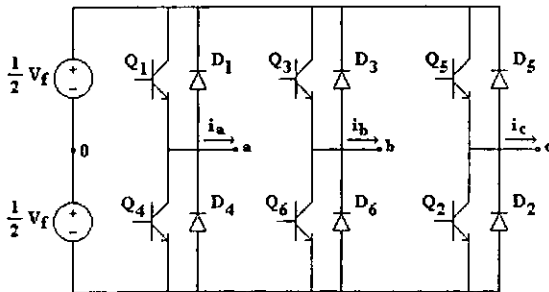 Q1 D1 Q3 D3 Q5 D5
1/2 Vf + -
ia ib ic
0 a b c
Q4 D4 Q6 D6 Q2 D2
1/2 Vf + -